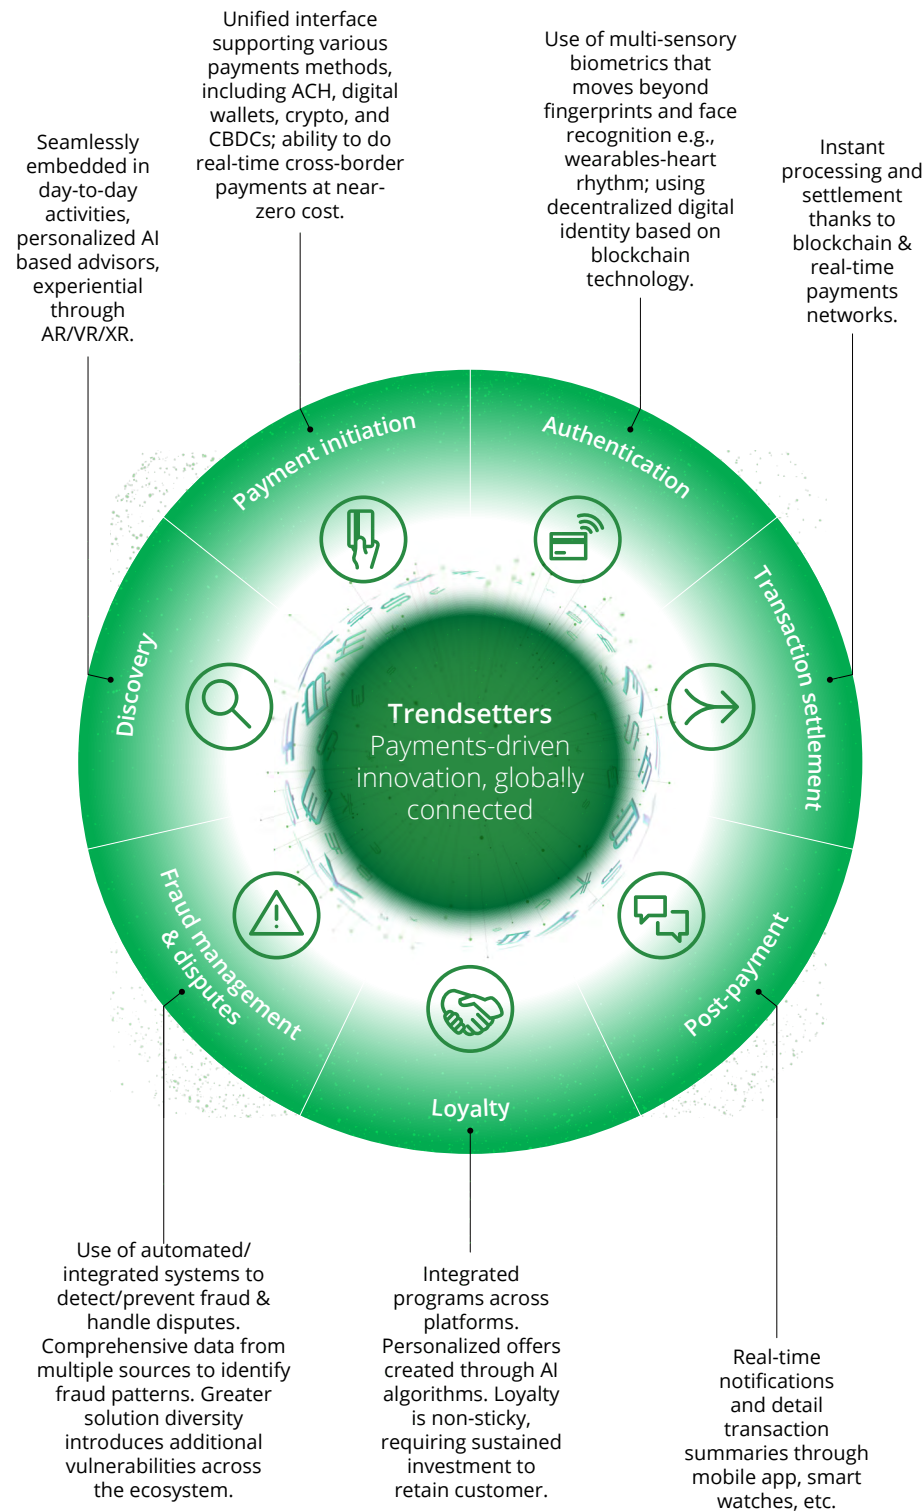 Unified interface
supporting various
payments methods,
including ACH, digital
wallets, crypto, and
CBDCs; ability to do
real-time cross-border
payments at near-
zero cost.
Use of multi-sensory
biometrics that
moves beyond
fingerprints and face
recognition e.g.,
wearables-heart
rhythm; using
decentralized digital
identity based on
blockchain
technology.
Seamlessly
embedded in
day-to-day
activities,
personalized AI
based advisors,
experiential
through
AR/VR/XR.
Instant
processing and
settlement
thanks to
blockchain &
real-time
payments
networks.
Payment initiation
Authentication
Discovery
Transaction settlement
Trendsetters
Payments-driven
innovation, globally
connected
Fraud management
& disputes
Post-payment
Loyalty
Use of automated/
integrated systems to
detect/prevent fraud &
handle disputes.
Comprehensive data from
multiple sources to identify
fraud patterns. Greater
solution diversity
introduces additional
vulnerabilities across
the ecosystem.
Integrated
programs across
platforms.
Personalized offers
created through AI
algorithms. Loyalty
is non-sticky,
requiring sustained
investment to
retain customer.
Real-time
notifications
and detail
transaction
summaries through
mobile app, smart
watches, etc.